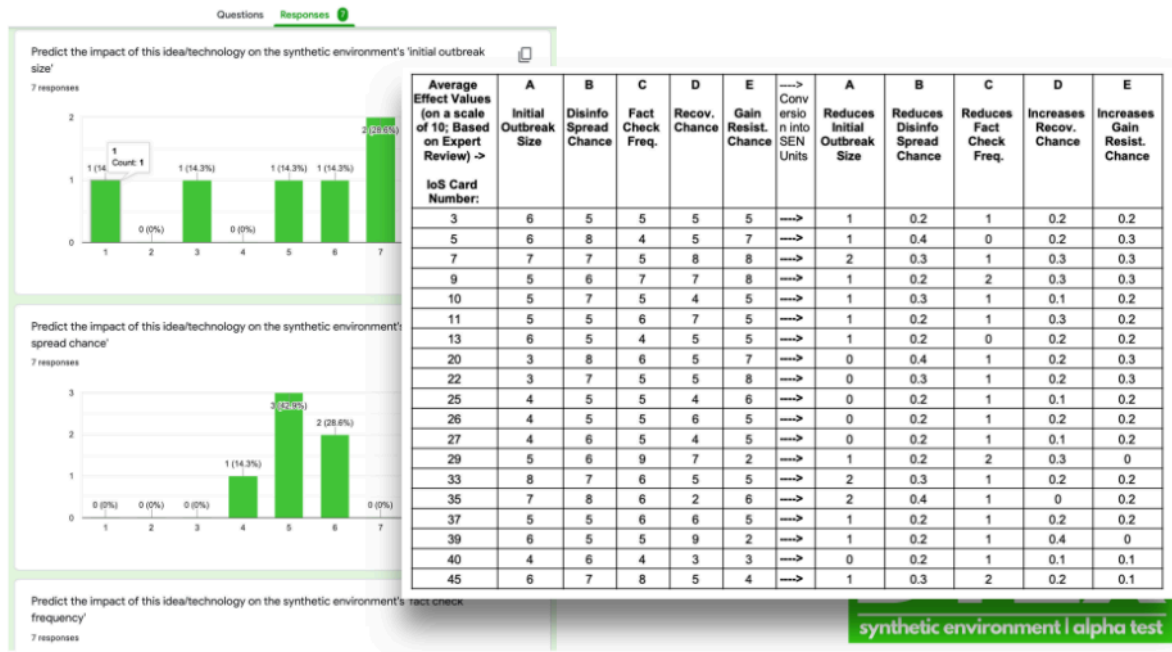 Questions Responses 7
Predict the impact of this idea/technology on the synthetic environment's 'initial outbreak
size'
7 responses
2
1
0
1 (14.
1
Count: 1
0 (0%)
1 (14.3%)
0 (0%)
1 (14.3%)
1 (14.3%)
2 (28.6%)
1 2 3 4 5 6 7
Predict the impact of this idea/technology on the synthetic environment's
spread chance'
7 responses
3
2
1
0
0 (0%)
0 (0%)
0 (0%)
1 (14.3%)
3 (42.9%)
2 (28.6%)
0 (0%)
1 2 3 4 5 6 7
Predict the impact of this idea/technology on the synthetic environment's 'fact check
frequency'
7 responses
Average
Effect Values
(on a scale
of 10; Based
on Expert
Review) ->
IoS Card
Number:
A
Initial
Outbreak
Size
B
Disinfo
Spread
Chance
C
Fact
Check
Freq.
D
Recov.
Chance
E
Gain
Resist.
Chance
---->
Conv
ersio
n into
SEN
Units
A
Reduces
Initial
Outbreak
Size
B
Reduces
Disinfo
Spread
Chance
C
Reduces
Fact
Check
Freq.
D
Increases
Recov.
Chance
E
Increases
Gain
Resist.
Chance
3 6 5 5 5 5 ----> 1 0.2 1 0.2 0.2
5 6 8 4 5 7 ----> 1 0.4 0 0.2 0.3
7 7 7 5 8 8 ----> 2 0.3 1 0.3 0.3
9 5 6 7 7 8 ----> 1 0.2 2 0.3 0.3
10 5 7 5 4 5 ----> 1 0.3 1 0.1 0.2
11 5 5 6 7 5 ----> 1 0.2 1 0.3 0.2
13 6 5 4 5 5 ----> 1 0.2 0 0.2 0.2
20 3 8 6 5 7 ----> 0 0.4 1 0.2 0.3
22 3 7 5 5 8 ----> 0 0.3 1 0.2 0.3
25 4 5 5 4 6 ----> 0 0.2 1 0.1 0.2
26 4 5 5 6 5 ----> 0 0.2 1 0.2 0.2
27 4 6 5 4 5 ----> 0 0.2 1 0.1 0.2
29 5 6 9 7 2 ----> 1 0.2 2 0.3 0
33 8 7 6 5 5 ----> 2 0.3 1 0.2 0.2
35 7 8 6 2 6 ----> 2 0.4 1 0 0.2
37 5 5 6 6 5 ----> 1 0.2 1 0.2 0.2
39 6 5 5 9 2 ----> 1 0.2 1 0.4 0
40 4 6 4 3 3 ----> 0 0.2 1 0.1 0.1
45 6 7 8 5 4 ----> 1 0.3 2 0.2 0.1
synthetic environment | alpha test